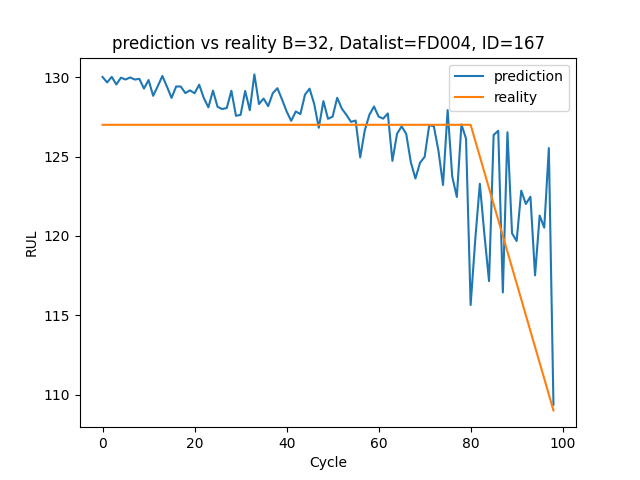 prediction vs reality B=32, Datalist=FD004, ID=167
prediction
reality
130
125
120
115
110
RUL
0 20 40 60 80 100
Cycle